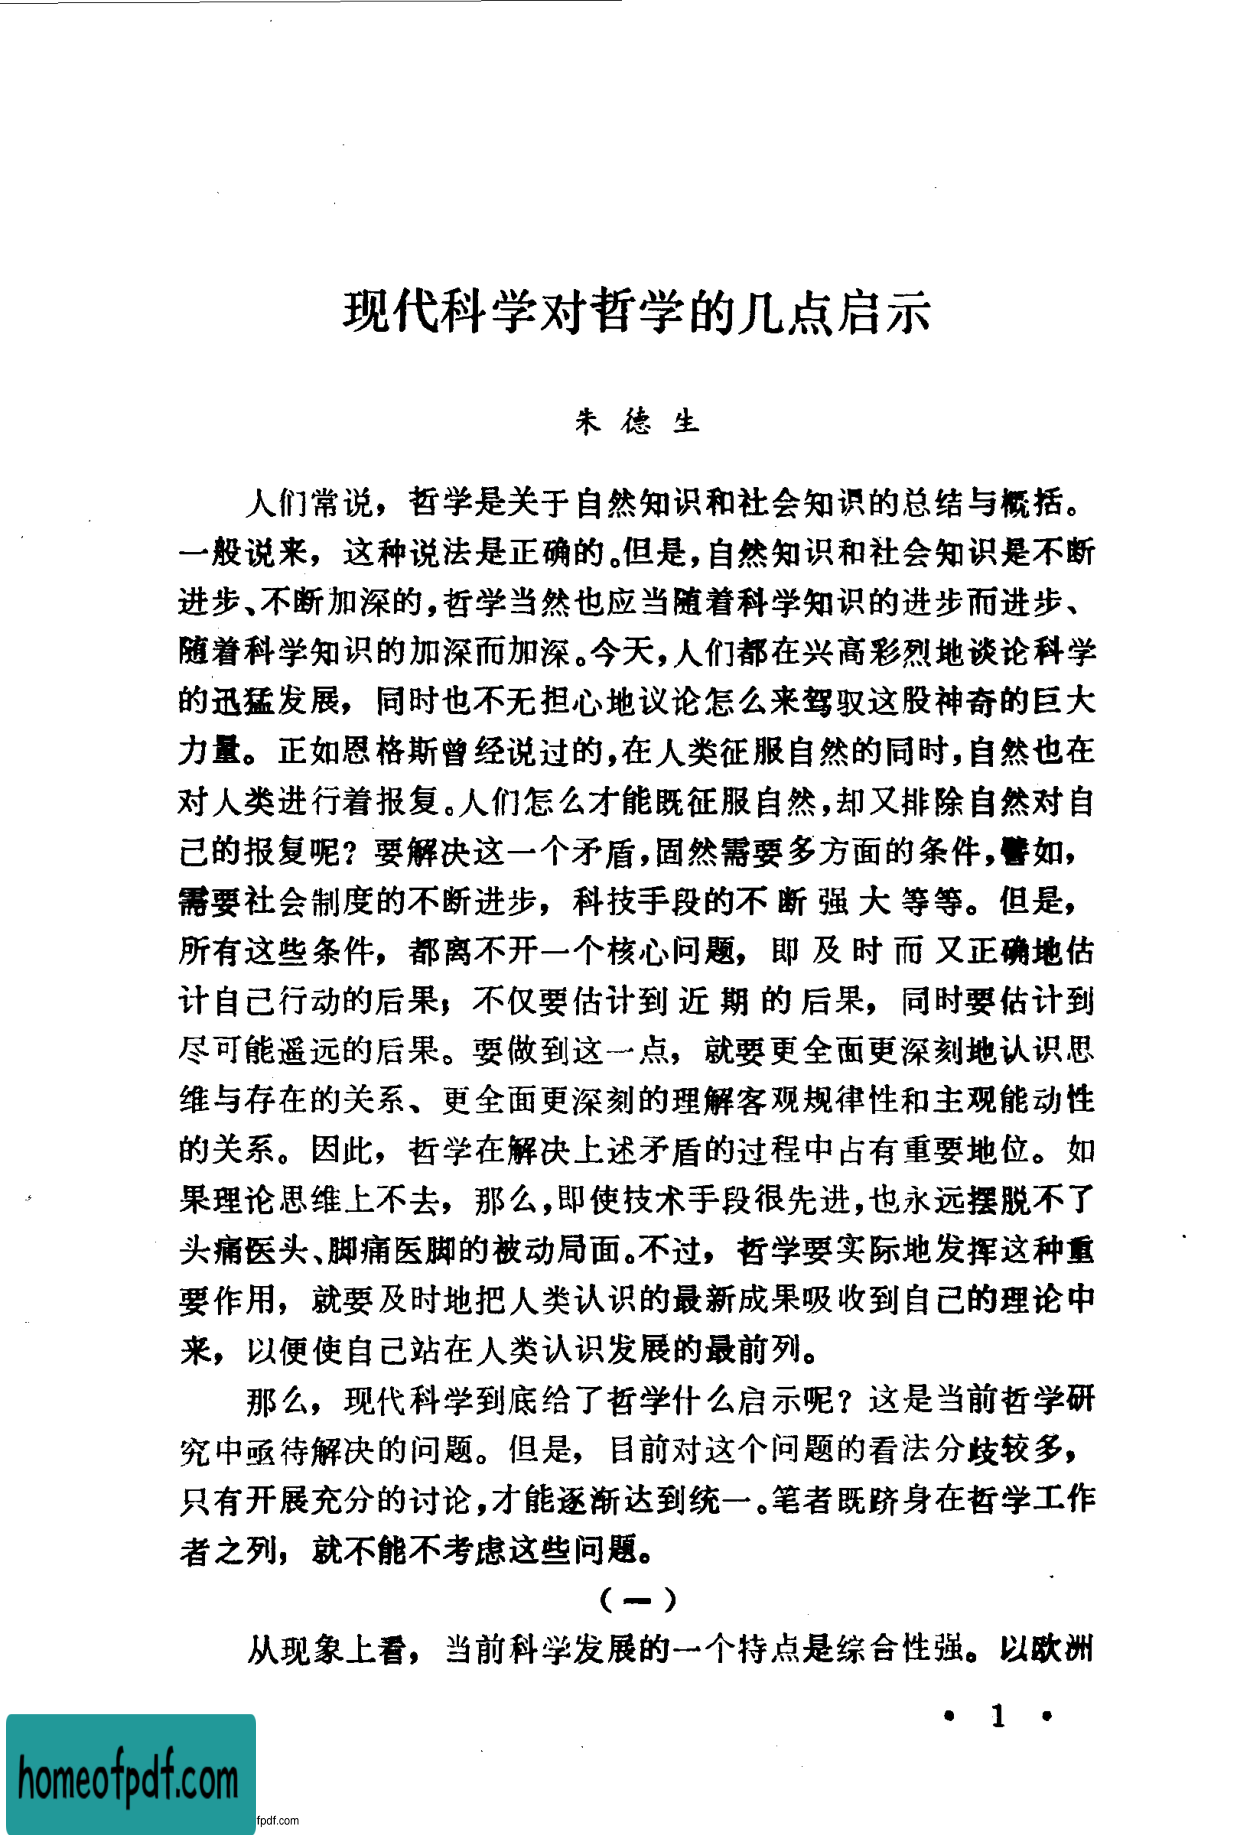 现代科学对哲学的几点启示
朱德生
人们常说，哲学是关于自然知识和社会知识的总结与概括。
一般说来，这种说法是正确的。但是，自然知识和社会知识是不断
进步、不断加深的，哲学当然也应当随着科学知识的进步而进步、
随着科学知识的加深而加深。今天，人们都在兴高彩烈地谈论科学
的迅猛发展，同时也不无担心地议论怎么来驾驭这股神奇的巨大
力量。正如恩格斯曾经说过的，在人类征服自然的同时，自然也在
对人类进行着报复。人们怎么才能既征服自然，却又排除自然对自
己的报复呢？要解决这一个矛盾，固然需要多方面的条件，譬如，
需要社会制度的不断进步，科技手段的不断强大等等。但是，
所有这些条件，都离不开一个核心问题，即及时而又正确地估
计自己行动的后果；不仅要估计到近期的后果，同时要估计到
尽可能遥远的后果。要做到这一点，就要更全面更深刻地认识思
维与存在的关系、更全面更深刻的理解客观规律性和主观能动性
的关系。因此，哲学在解决上述矛盾的过程中占有重要地位。如
果理论思维上不去，那么，即使技术手段很先进，也永远摆脱不了
头痛医头、脚痛医脚的被动局面。不过，哲学要实际地发挥这种重
要作用，就要及时地把人类认识的最新成果吸收到自己的理论中
来，以便使自己站在人类认识发展的最前列。
那么，现代科学到底给了哲学什么启示呢？这是当前哲学研
究中亟待解决的问题。但是，目前对这个问题的看法分歧较多，
只有开展充分的讨论，才能逐渐达到统一。笔者既跻身在哲学工作
者之列，就不能不考虑这些问题。
（一）
从现象上看，当前科学发展的一个特点是综合性强。以欧洲
• 1 •
homeofpdf.com
fpdf.com